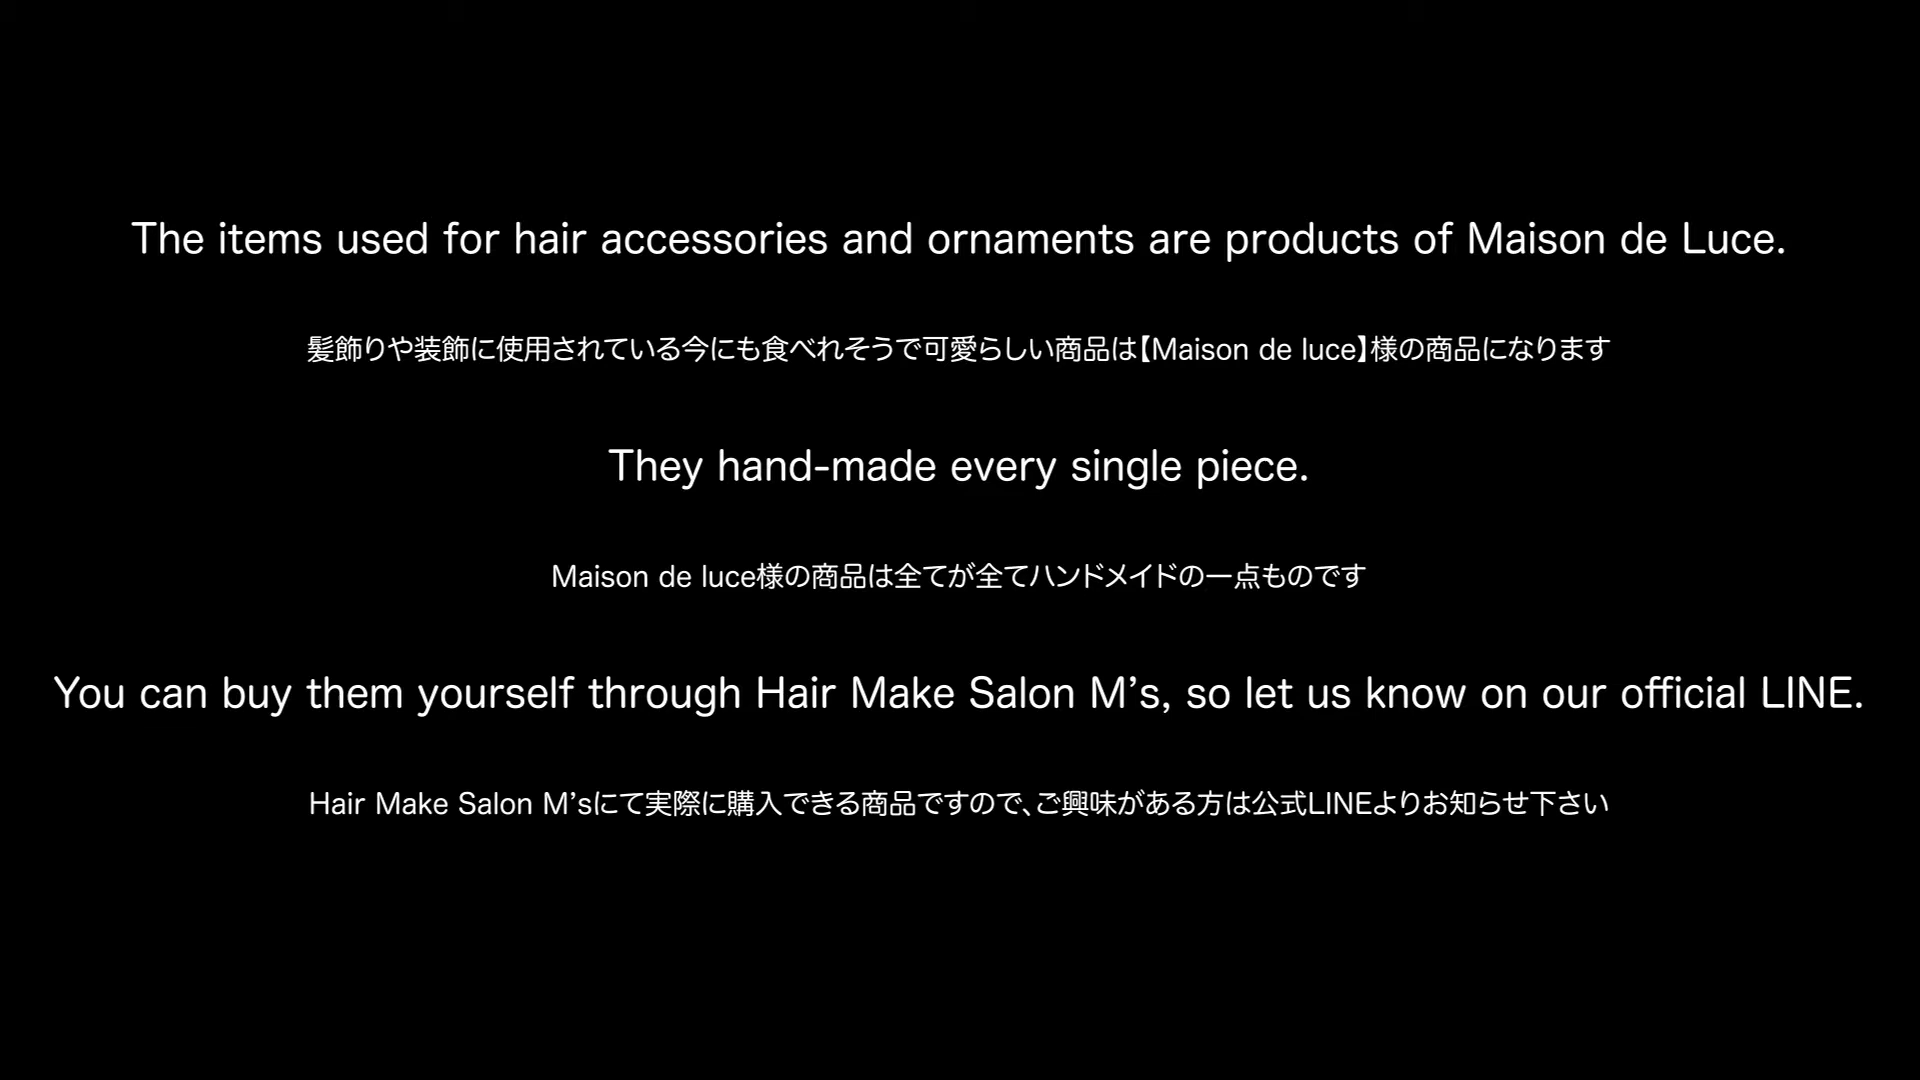 The items used for hair accessories and ornaments are products of Maison de Luce.
髪飾りや装飾に使用されている今にも食べれそうで可愛らしい商品は【Maison de luce】様の商品になります
They hand-made every single piece.
Maison de luce様の商品は全てが全てハンドメイドの一点ものです
You can buy them yourself through Hair Make Salon M’s, so let us know on our official LINE.
Hair Make Salon M’sにて実際に購入できる商品ですので、ご興味がある方は公式LINEよりお知らせ下さい